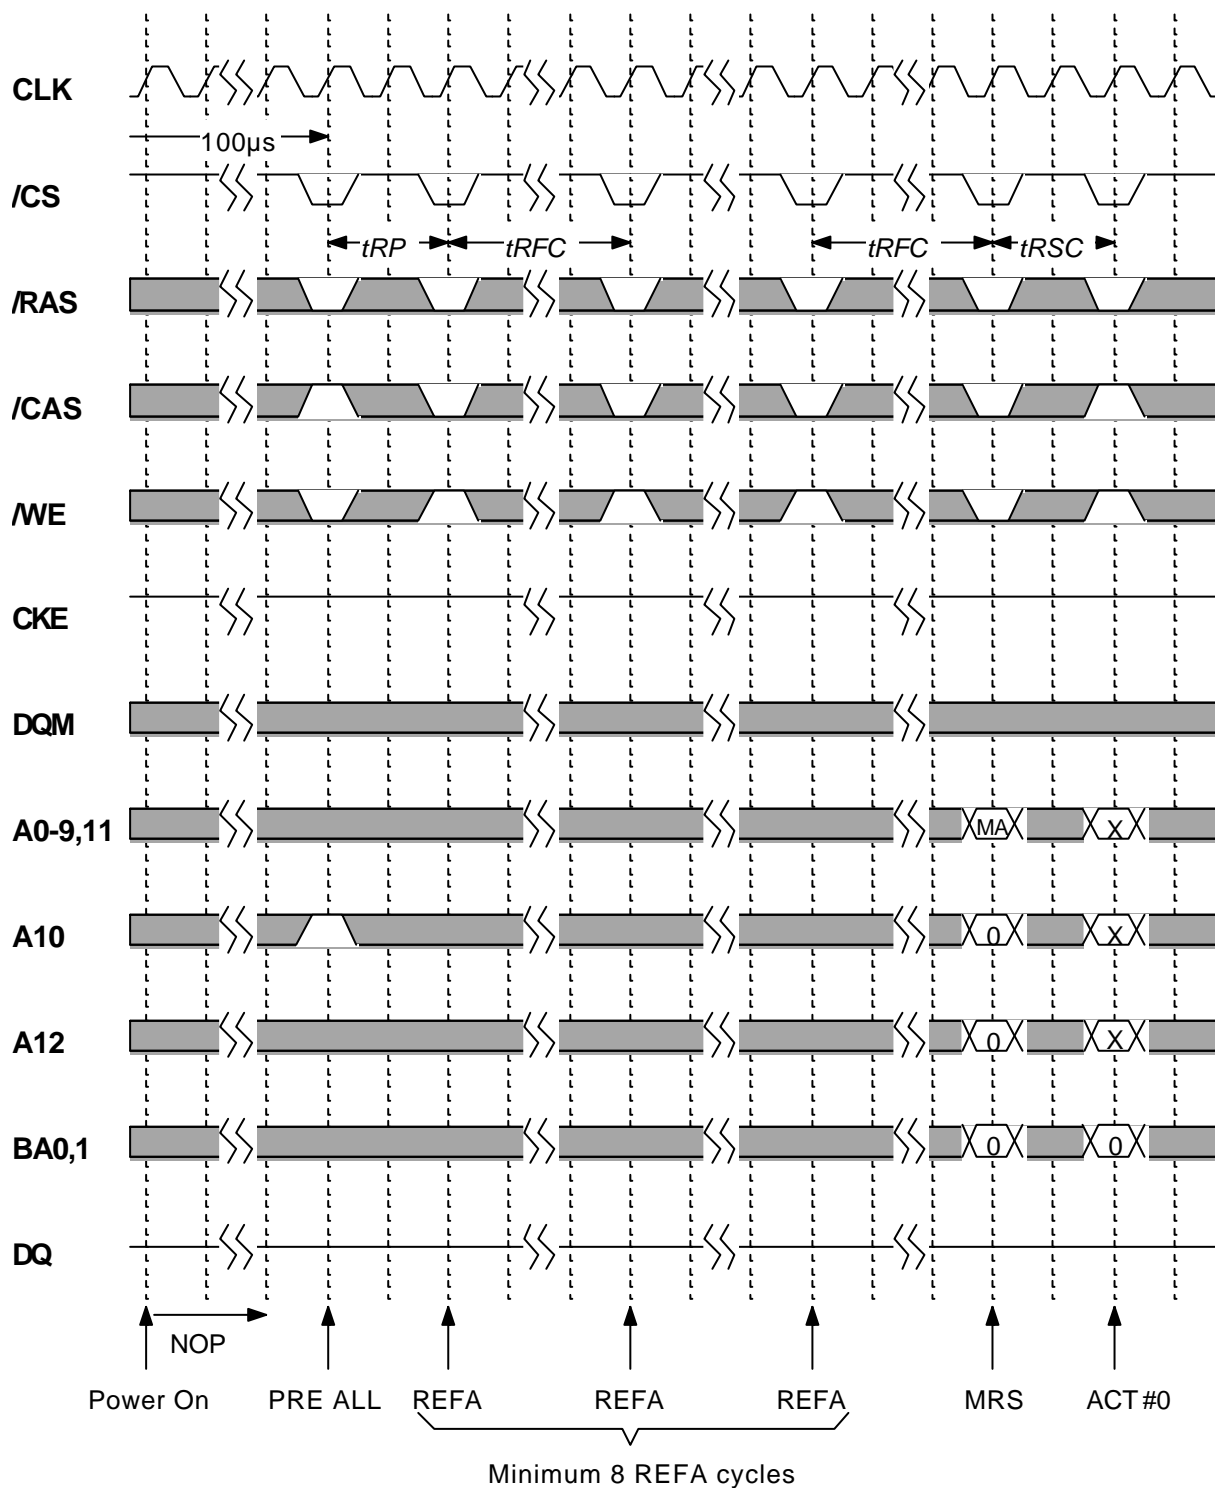 CLK
100µs
/CS
tRP tRFC tRFC tRSC
/RAS
/CAS
/WE
CKE
DQM
A0-9,11 MA X
A10 0 X
A12 0 X
BA0,1 0 0
DQ
NOP
Power On PRE ALL REFA REFA REFA MRS ACT#0
Minimum 8 REFA cycles